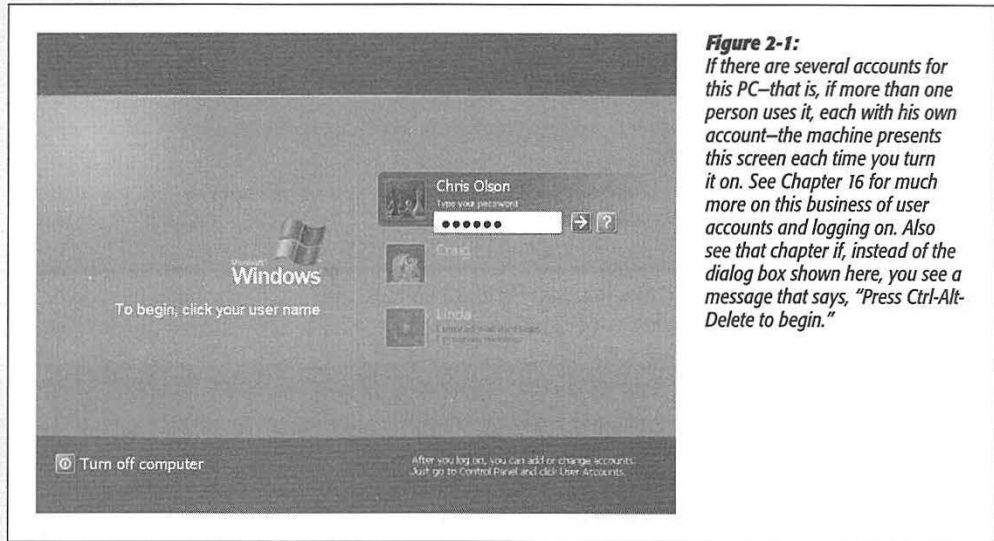 Chris Olson
Type your password
Craig
Microsoft
Windows
To begin, click your user name
Linda
Turn off computer
After you log on, you can add or change accounts.
Just go to Control Panel and click User Accounts.
Figure 2-1:
If there are several accounts for
this PC—that is, if more than one
person uses it, each with his own
account—the machine presents
this screen each time you turn
it on. See Chapter 16 for much
more on this business of user
accounts and logging on. Also
see that chapter if, instead of the
dialog box shown here, you see a
message that says, “Press Ctrl-Alt-
Delete to begin.”